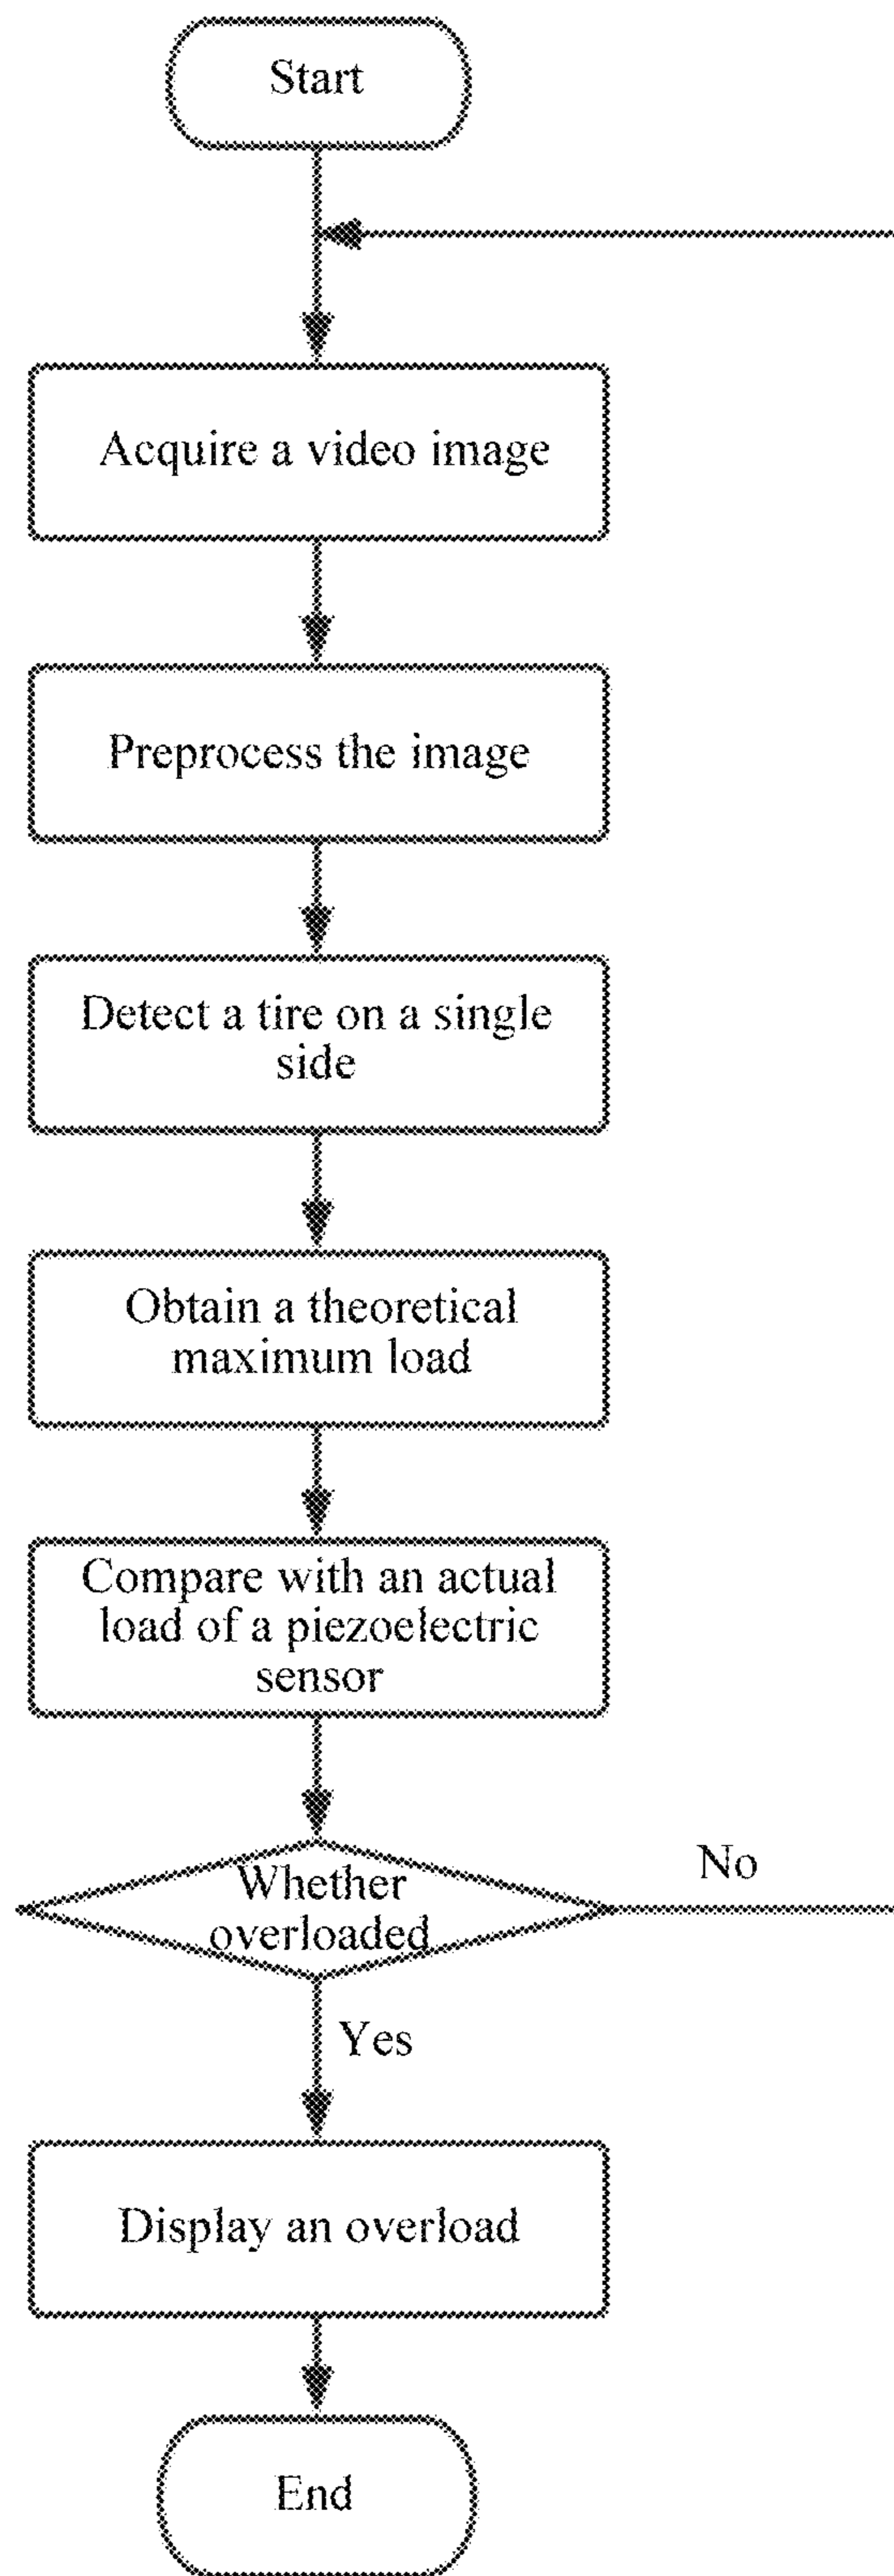 Start
Acquire a video image
Preprocess the image
Detect a tire on a single
side
Obtain a theoretical
maximum load
Compare with an actual
load of a piezoelectric
sensor
Whether
overloaded
No
Yes
Display an overload
End